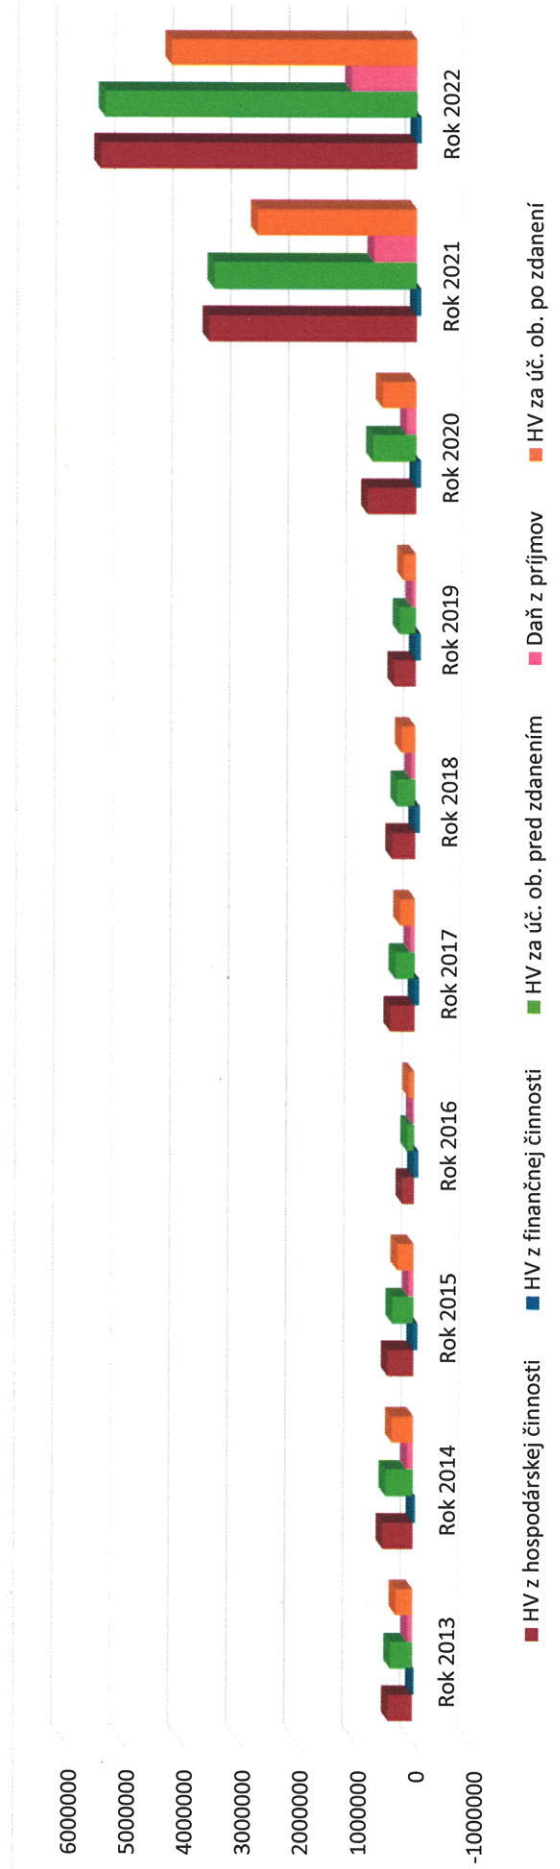 6000000
5000000
4000000
3000000
2000000
1000000
0
-1000000
Rok 2013
Rok 2014
Rok 2015
Rok 2016
Rok 2017
Rok 2018
Rok 2019
Rok 2020
Rok 2021
Rok 2022
HV z hospodárskej činnosti
HV z finančnej činnosti
HV za úč. ob. pred zdanením
Daň z príjmov
HV za úč. ob. po zdanení